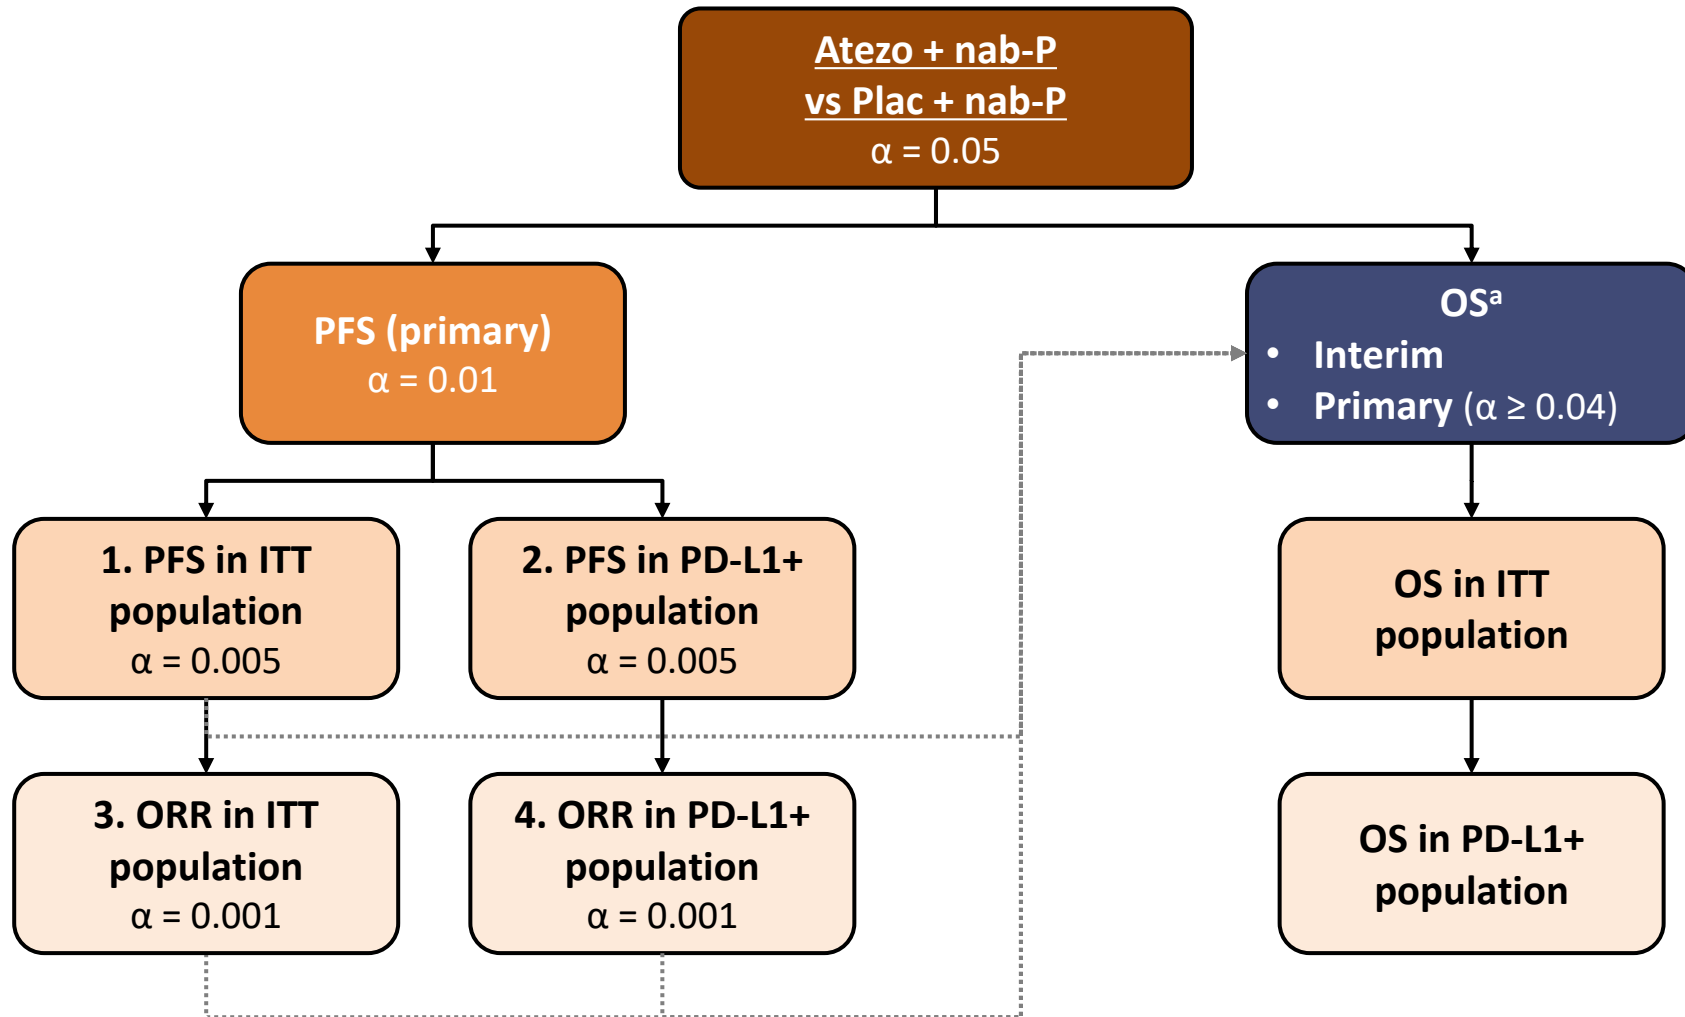 Atezo + nab-P
vs Plac + nab-P
α = 0.05
PFS (primary)
α = 0.01
OSᵃ
• Interim
• Primary (α ≥ 0.04)
1. PFS in ITT
population
α = 0.005
2. PFS in PD-L1+
population
α = 0.005
OS in ITT
population
3. ORR in ITT
population
α = 0.001
4. ORR in PD-L1+
population
α = 0.001
OS in PD-L1+
population